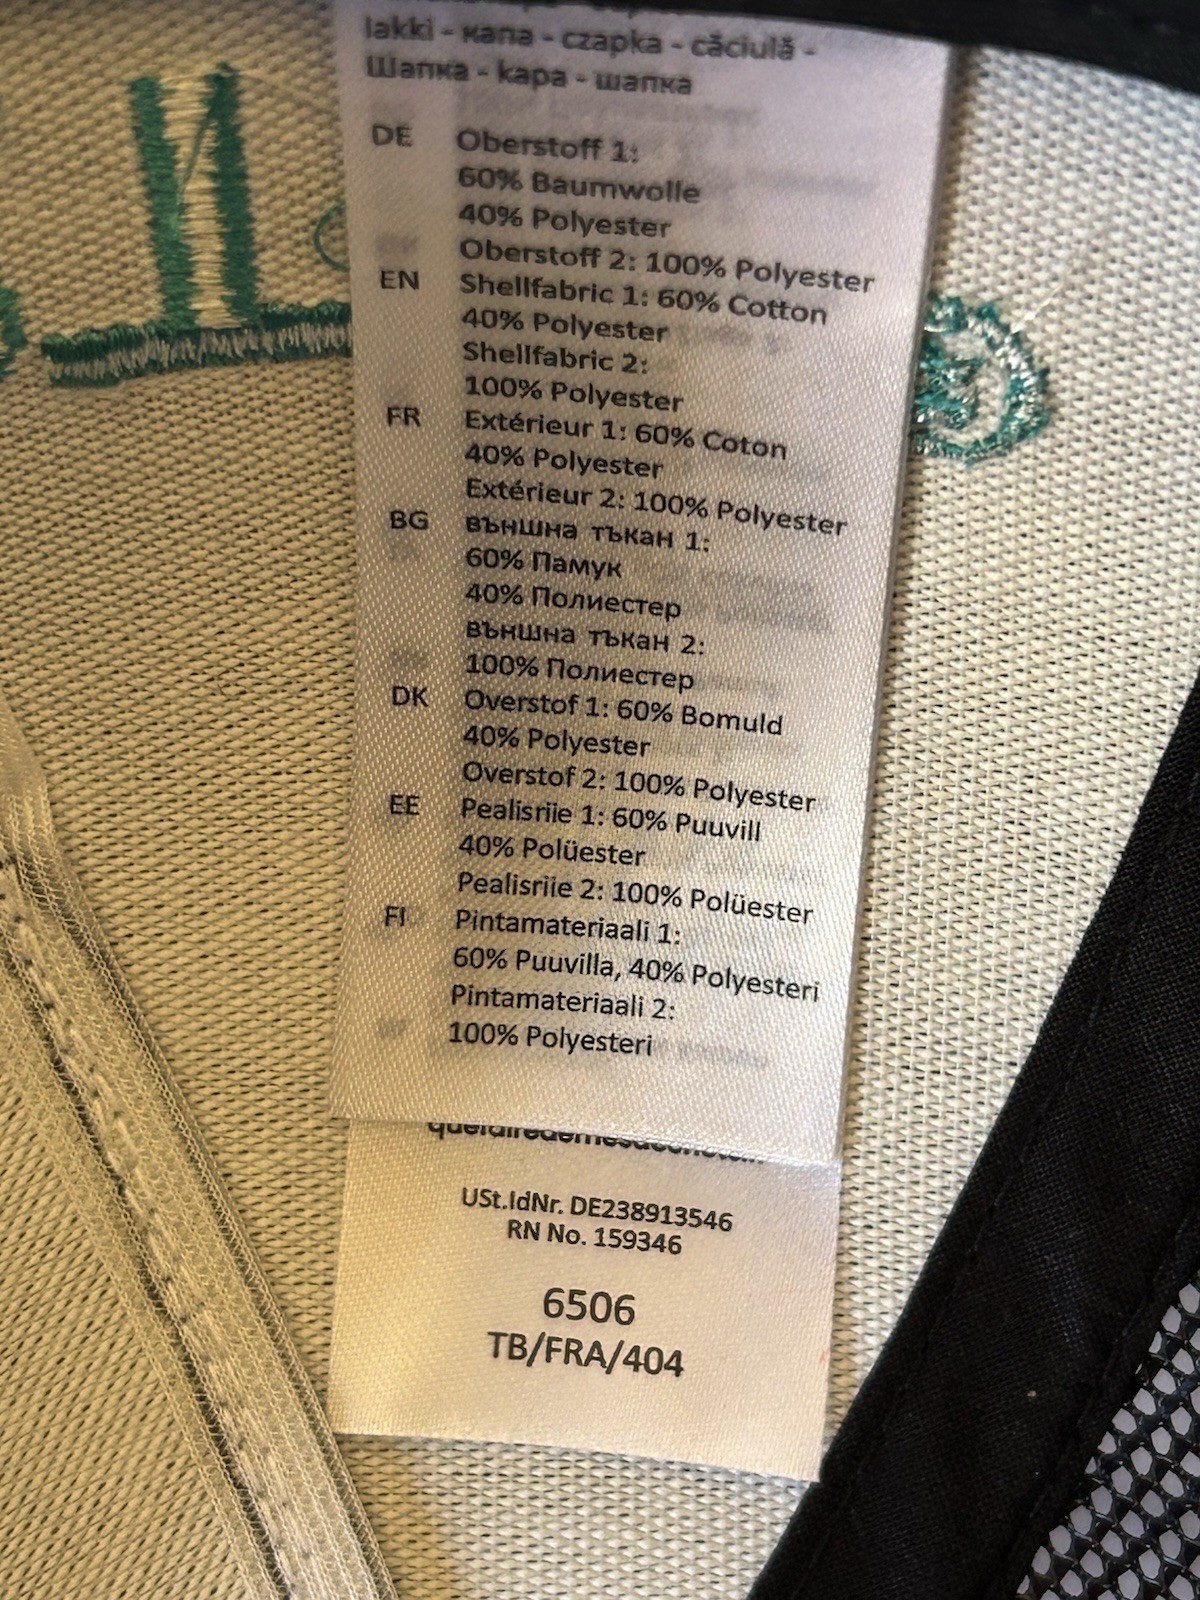 lakki - капа - czapka - căciulă -
Шапка - kapa - шапка
DE Oberstoff 1:
60% Baumwolle
40% Polyester
Oberstoff 2: 100% Polyester
EN Shellfabric 1: 60% Cotton
40% Polyester
Shellfabric 2:
100% Polyester
FR Extérieur 1: 60% Coton
40% Polyester
Extérieur 2: 100% Polyester
BG външна тъкан 1:
60% Памук
40% Полиестер
външна тъкан 2:
100% Полиестер
DK Overstof 1: 60% Bomuld
40% Polyester
Overstof 2: 100% Polyester
EE Pealisriie 1: 60% Puuvill
40% Polüester
Pealisriie 2: 100% Polüester
FI Pintamateriaali 1:
60% Puuvilla, 40% Polyesteri
Pintamateriaali 2:
100% Polyesteri
USt.IdNr. DE238913546
RN No. 159346
6506
TB/FRA/404